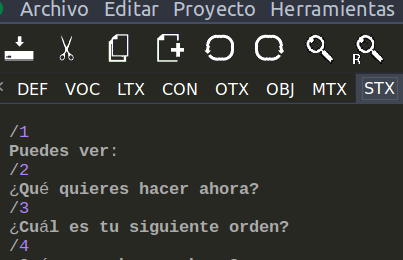 Archivo Editar Proyecto Herramientas
R
DEF VOC LTX CON OTX OBJ MTX STX
/1
Puedes ver:
/2
¿Qué quieres hacer ahora?
/3
¿Cuál es tu siguiente orden?
/4